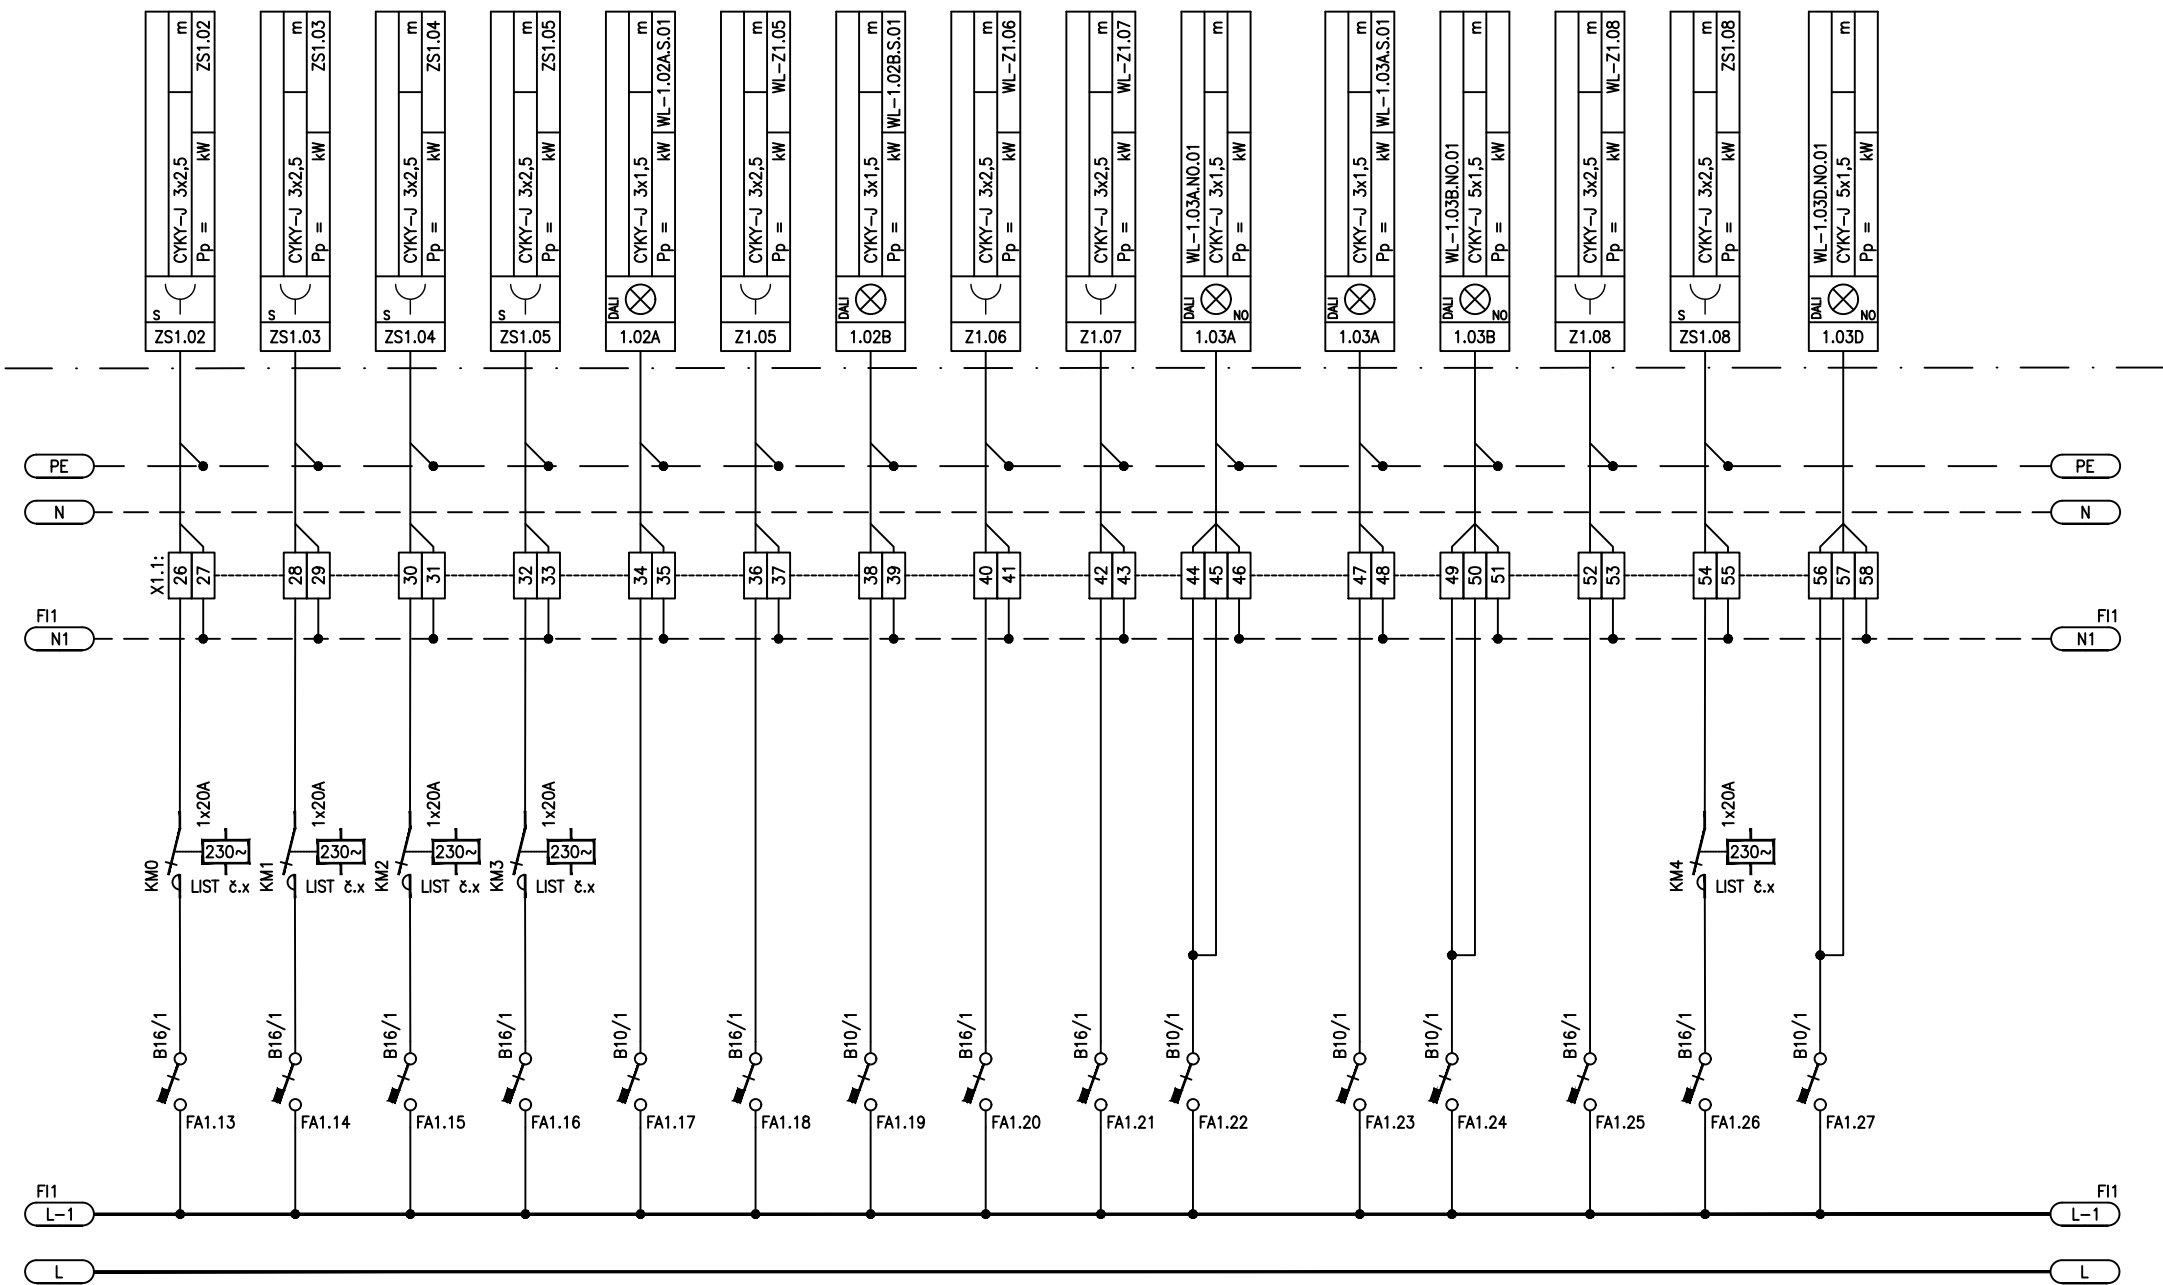 m
ZS1.02
CYKY-J 3x2,5
Pp = kW
S
ZS1.02
m
ZS1.03
CYKY-J 3x2,5
Pp = kW
S
ZS1.03
m
ZS1.04
CYKY-J 3x2,5
Pp = kW
S
ZS1.04
m
ZS1.05
CYKY-J 3x2,5
Pp = kW
S
ZS1.05
m
WL-1.02A.S.01
CYKY-J 3x1,5
Pp = kW
DALI
1.02A
m
WL-Z1.05
CYKY-J 3x2,5
Pp = kW
Z1.05
m
WL-1.02B.S.01
CYKY-J 3x1,5
Pp = kW
DALI
1.02B
m
WL-Z1.06
CYKY-J 3x2,5
Pp = kW
Z1.06
m
WL-Z1.07
CYKY-J 3x2,5
Pp = kW
Z1.07
m
WL-1.03A.NO.01
CYKY-J 3x1,5
Pp = kW
DALI
NO
1.03A
m
WL-1.03A.S.01
CYKY-J 3x1,5
Pp = kW
DALI
1.03A
m
WL-1.03B.NO.01
CYKY-J 5x1,5
Pp = kW
DALI
NO
1.03B
m
WL-Z1.08
CYKY-J 3x2,5
Pp = kW
Z1.08
m
ZS1.08
CYKY-J 3x2,5
Pp = kW
S
ZS1.08
m
WL-1.03D.NO.01
CYKY-J 5x1,5
Pp = kW
DALI
NO
1.03D
PE PE
N N
X1.1: 26 27 28 29 30 31 32 33 34 35 36 37 38 39 40 41 42 43 44 45 46 47 48 49 50 51 52 53 54 55 56 57 58
FI1 FI1
N1 N1
1x20A 1x20A 1x20A 1x20A 1x20A
230~ 230~ 230~ 230~ 230~
KM0 KM1 KM2 KM3 KM4
LIST č.x LIST č.x LIST č.x LIST č.x LIST č.x
B16/1 B16/1 B16/1 B16/1 B10/1 B16/1 B10/1 B16/1 B16/1 B10/1 B10/1 B10/1 B16/1 B16/1 B10/1
FA1.13 FA1.14 FA1.15 FA1.16 FA1.17 FA1.18 FA1.19 FA1.20 FA1.21 FA1.22 FA1.23 FA1.24 FA1.25 FA1.26 FA1.27
FI1 FI1
L-1 L-1
L L